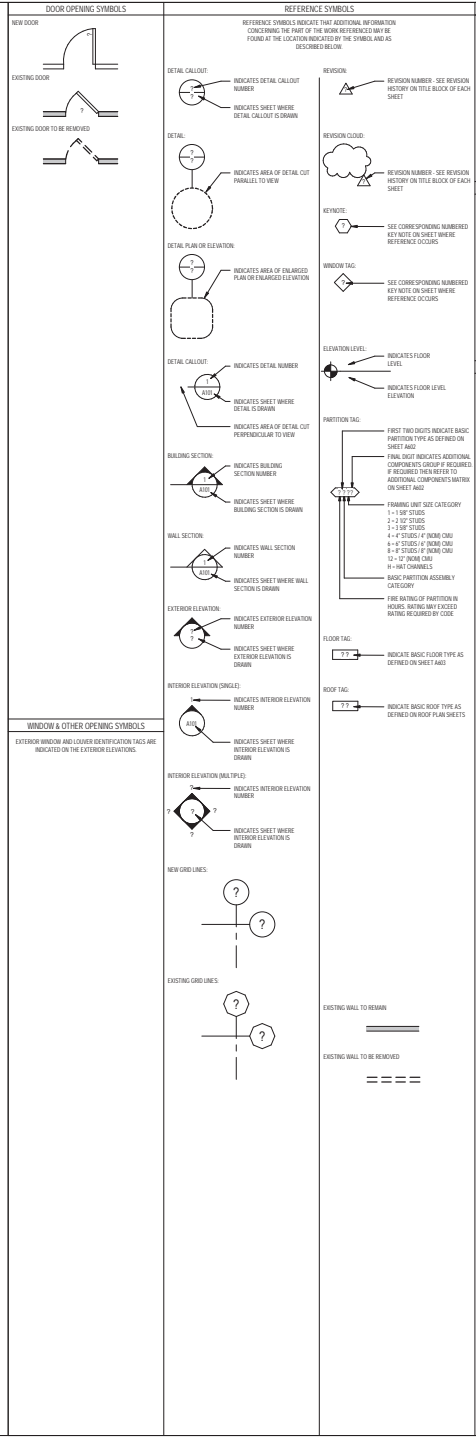 DOOR OPENING SYMBOLS
NEW DOOR
?
EXISTING DOOR
?
EXISTING DOOR TO BE REMOVED
?
WINDOW & OTHER OPENING SYMBOLS
EXTERIOR WINDOW AND LOUVER IDENTIFICATION TAGS ARE
INDICATED ON THE EXTERIOR ELEVATIONS.
REFERENCE SYMBOLS
REFERENCE SYMBOLS INDICATE THAT ADDITIONAL INFORMATION
CONCERNING THE PART OF THE WORK REFERENCED MAY BE
FOUND AT THE LOCATION INDICATED BY THE SYMBOL AND AS
DESCRIBED BELOW.
DETAIL CALLOUT:
?
?
INDICATES DETAIL CALLOUT
NUMBER
INDICATES SHEET WHERE
DETAIL CALLOUT IS DRAWN
DETAIL:
?
?
INDICATES AREA OF DETAIL CUT
PARALLEL TO VIEW
DETAIL PLAN OR ELEVATION:
?
?
INDICATES AREA OF ENLARGED
PLAN OR ENLARGED ELEVATION
DETAIL CALLOUT:
1
A101
INDICATES DETAIL NUMBER
INDICATES SHEET WHERE
DETAIL IS DRAWN
INDICATES AREA OF DETAIL CUT
PERPENDICULAR TO VIEW
BUILDING SECTION:
1
A101
INDICATES BUILDING
SECTION NUMBER
INDICATES SHEET WHERE
BUILDING SECTION IS DRAWN
WALL SECTION:
1
A101
INDICATES WALL SECTION
NUMBER
INDICATES SHEET WHERE WALL
SECTION IS DRAWN
EXTERIOR ELEVATION:
?
?
INDICATES EXTERIOR ELEVATION
NUMBER
INDICATES SHEET WHERE
EXTERIOR ELEVATION IS
DRAWN
INTERIOR ELEVATION (SINGLE):
1
A101
INDICATES INTERIOR ELEVATION
NUMBER
INDICATES SHEET WHERE
INTERIOR ELEVATION IS
DRAWN
INTERIOR ELEVATION (MULTIPLE):
?
? ? ?
?
INDICATES INTERIOR ELEVATION
NUMBER
INDICATES SHEET WHERE
INTERIOR ELEVATION IS
DRAWN
NEW GRID LINES:
?
?
EXISTING GRID LINES:
?
?
REVISION:
?
REVISION NUMBER - SEE REVISION
HISTORY ON TITLE BLOCK OF EACH
SHEET
REVISION CLOUD:
?
REVISION NUMBER - SEE REVISION
HISTORY ON TITLE BLOCK OF EACH
SHEET
KEYNOTE:
?
SEE CORRESPONDING NUMBERED
KEY NOTE ON SHEET WHERE
REFERENCE OCCURS
WINDOW TAG:
?
SEE CORRESPONDING NUMBERED
KEY NOTE ON SHEET WHERE
REFERENCE OCCURS
ELEVATION LEVEL:
INDICATES FLOOR
LEVEL
INDICATES FLOOR LEVEL
ELEVATION
PARTITION TAG:
FIRST TWO DIGITS INDICATE BASIC
PARTITION TYPE AS DEFINED ON
SHEET A602
FINAL DIGIT INDICATES ADDITIONAL
COMPONENTS GROUP IF REQUIRED.
IF REQUIRED THEN REFER TO
ADDITIONAL COMPONENTS MATRIX
ON SHEET A602
? ? ??
FRAMING UNIT SIZE CATEGORY
1 = 1 5/8" STUDS
2 = 2 1/2" STUDS
3 = 3 5/8" STUDS
4 = 4" STUDS / 4" (NOM) CMU
6 = 6" STUDS / 6" (NOM) CMU
8 = 8" STUDS / 8" (NOM) CMU
12 = 12" (NOM) CMU
H = HAT CHANNELS
BASIC PARTITION ASSEMBLY
CATEGORY
FIRE RATING OF PARTITION IN
HOURS. RATING MAY EXCEED
RATING REQUIRED BY CODE
FLOOR TAG:
? ?
INDICATE BASIC FLOOR TYPE AS
DEFINED ON SHEET A603
ROOF TAG:
? ?
INDICATE BASIC ROOF TYPE AS
DEFINED ON ROOF PLAN SHEETS
EXISTING WALL TO REMAIN
EXISTING WALL TO BE REMOVED